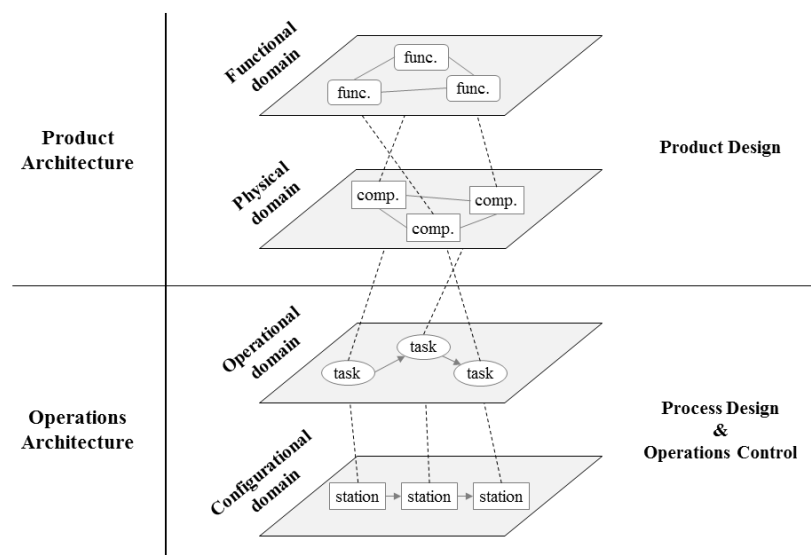 Functional
domain
func.
func.
func.
Product
Architecture
Product Design
Physical
domain
comp.
comp.
comp.
Operational
domain
task
task
task
Operations
Architecture
Process Design
&
Operations Control
Configurational
domain
station
station
station